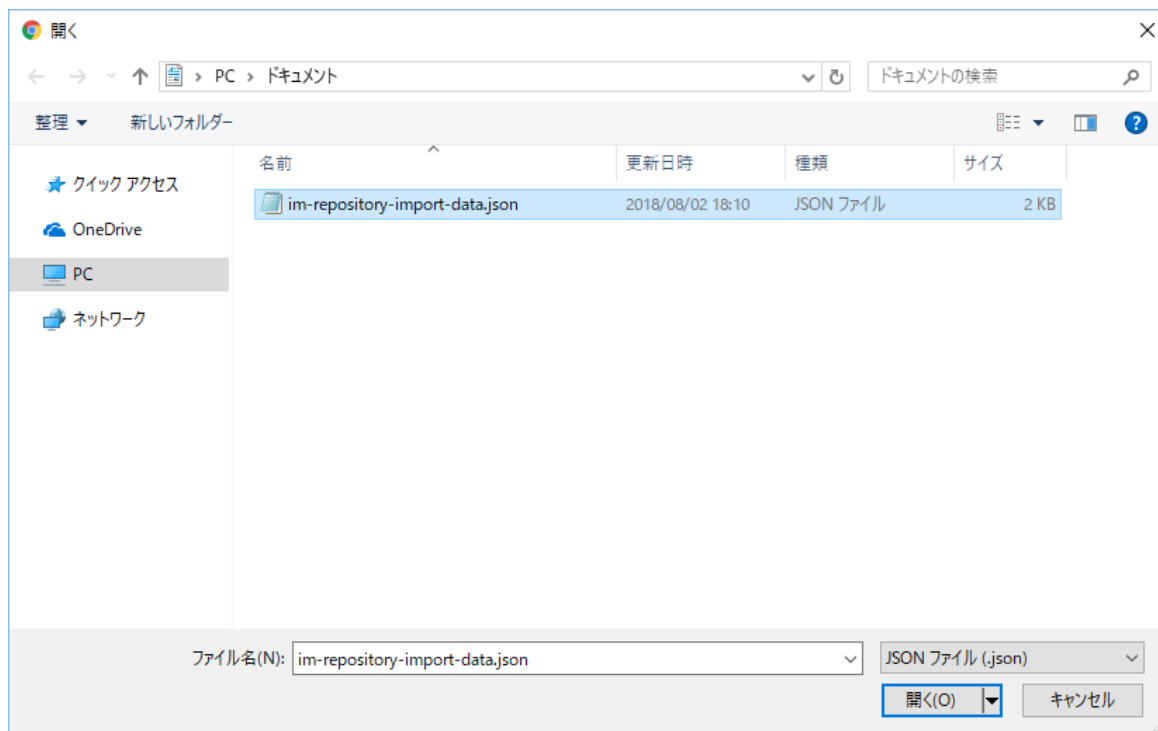 開く
PC ドキュメント
ドキュメントの検索
整理 新しいフォルダー
名前 更新日時 種類 サイズ
クイック アクセス
im-repository-import-data.json 2018/08/02 18:10 JSON ファイル 2 KB
OneDrive
PC
ネットワーク
ファイル名(N): im-repository-import-data.json JSON ファイル (.json)
開く(O) キャンセル